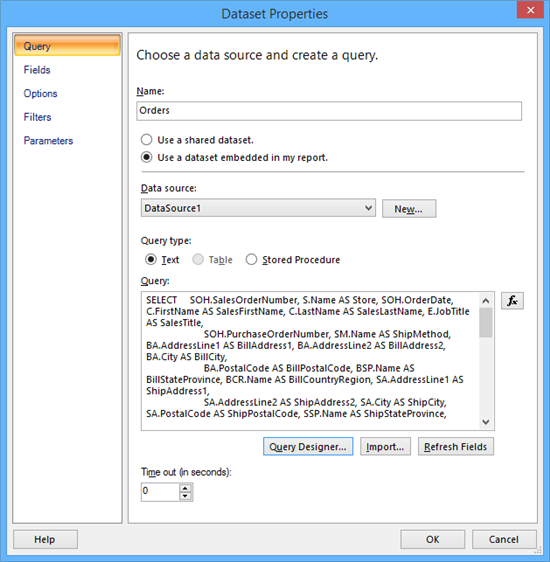 Dataset Properties
Query
Fields
Options
Filters
Parameters
Choose a data source and create a query.
Name:
Orders
Use a shared dataset.
Use a dataset embedded in my report.
Data source:
DataSource1
New...
Query type:
Text
Table
Stored Procedure
Query:
SELECT SOH.SalesOrderNumber, S.Name AS Store, SOH.OrderDate,
C.FirstName AS SalesFirstName, C.LastName AS SalesLastName, E.JobTitle
AS SalesTitle,
SOH.PurchaseOrderNumber, SM.Name AS ShipMethod,
BA.AddressLine1 AS BillAddress1, BA.AddressLine2 AS BillAddress2,
BA.City AS BillCity,
BA.PostalCode AS BillPostalCode, BSP.Name AS
BillStateProvince, BCR.Name AS BillCountryRegion, SA.AddressLine1 AS
ShipAddress1,
SA.AddressLine2 AS ShipAddress2, SA.City AS ShipCity,
SA.PostalCode AS ShipPostalCode, SSP.Name AS ShipStateProvince,
fx
Query Designer...
Import...
Refresh Fields
Time out (in seconds):
0
Help
OK
Cancel